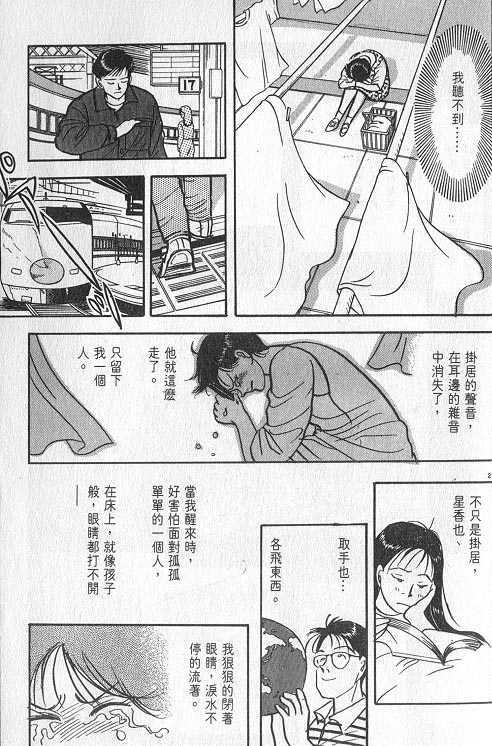 我聽不到……
17
掛居的聲音，
在耳邊的雜音
中消失了，
他就這麼
走了。
只留下
我一個
人。
2
不只是掛居，
星香也、
取手也…
各飛東西。
當我醒來時，
好害怕面對孤孤
單單的一個人，
在床上，就像孩子
般，眼睛都打不開
——
我狠狠的閉著
眼睛，淚水不
停的流著。